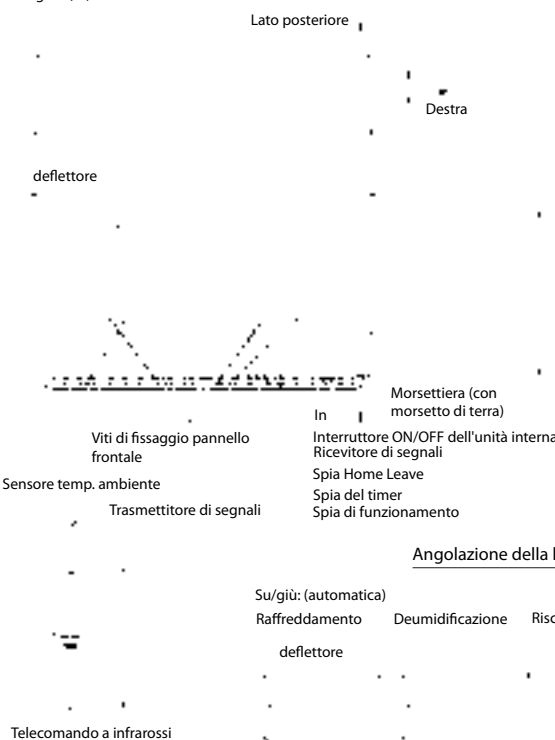 Lato posteriore
Destra
deflettore
Morsettiera (con
morsetto di terra)
In
Viti di fissaggio pannello
frontale
Interruttore ON/OFF dell'unità interna
Ricevitore di segnali
Spia Home Leave
Sensore temp. ambiente
Spia del timer
Trasmettitore di segnali
Spia di funzionamento
Angolazione della
Su/giù: (automatica)
Raffreddamento
Deumidificazione
deflettore
Telecomando a infrarossi